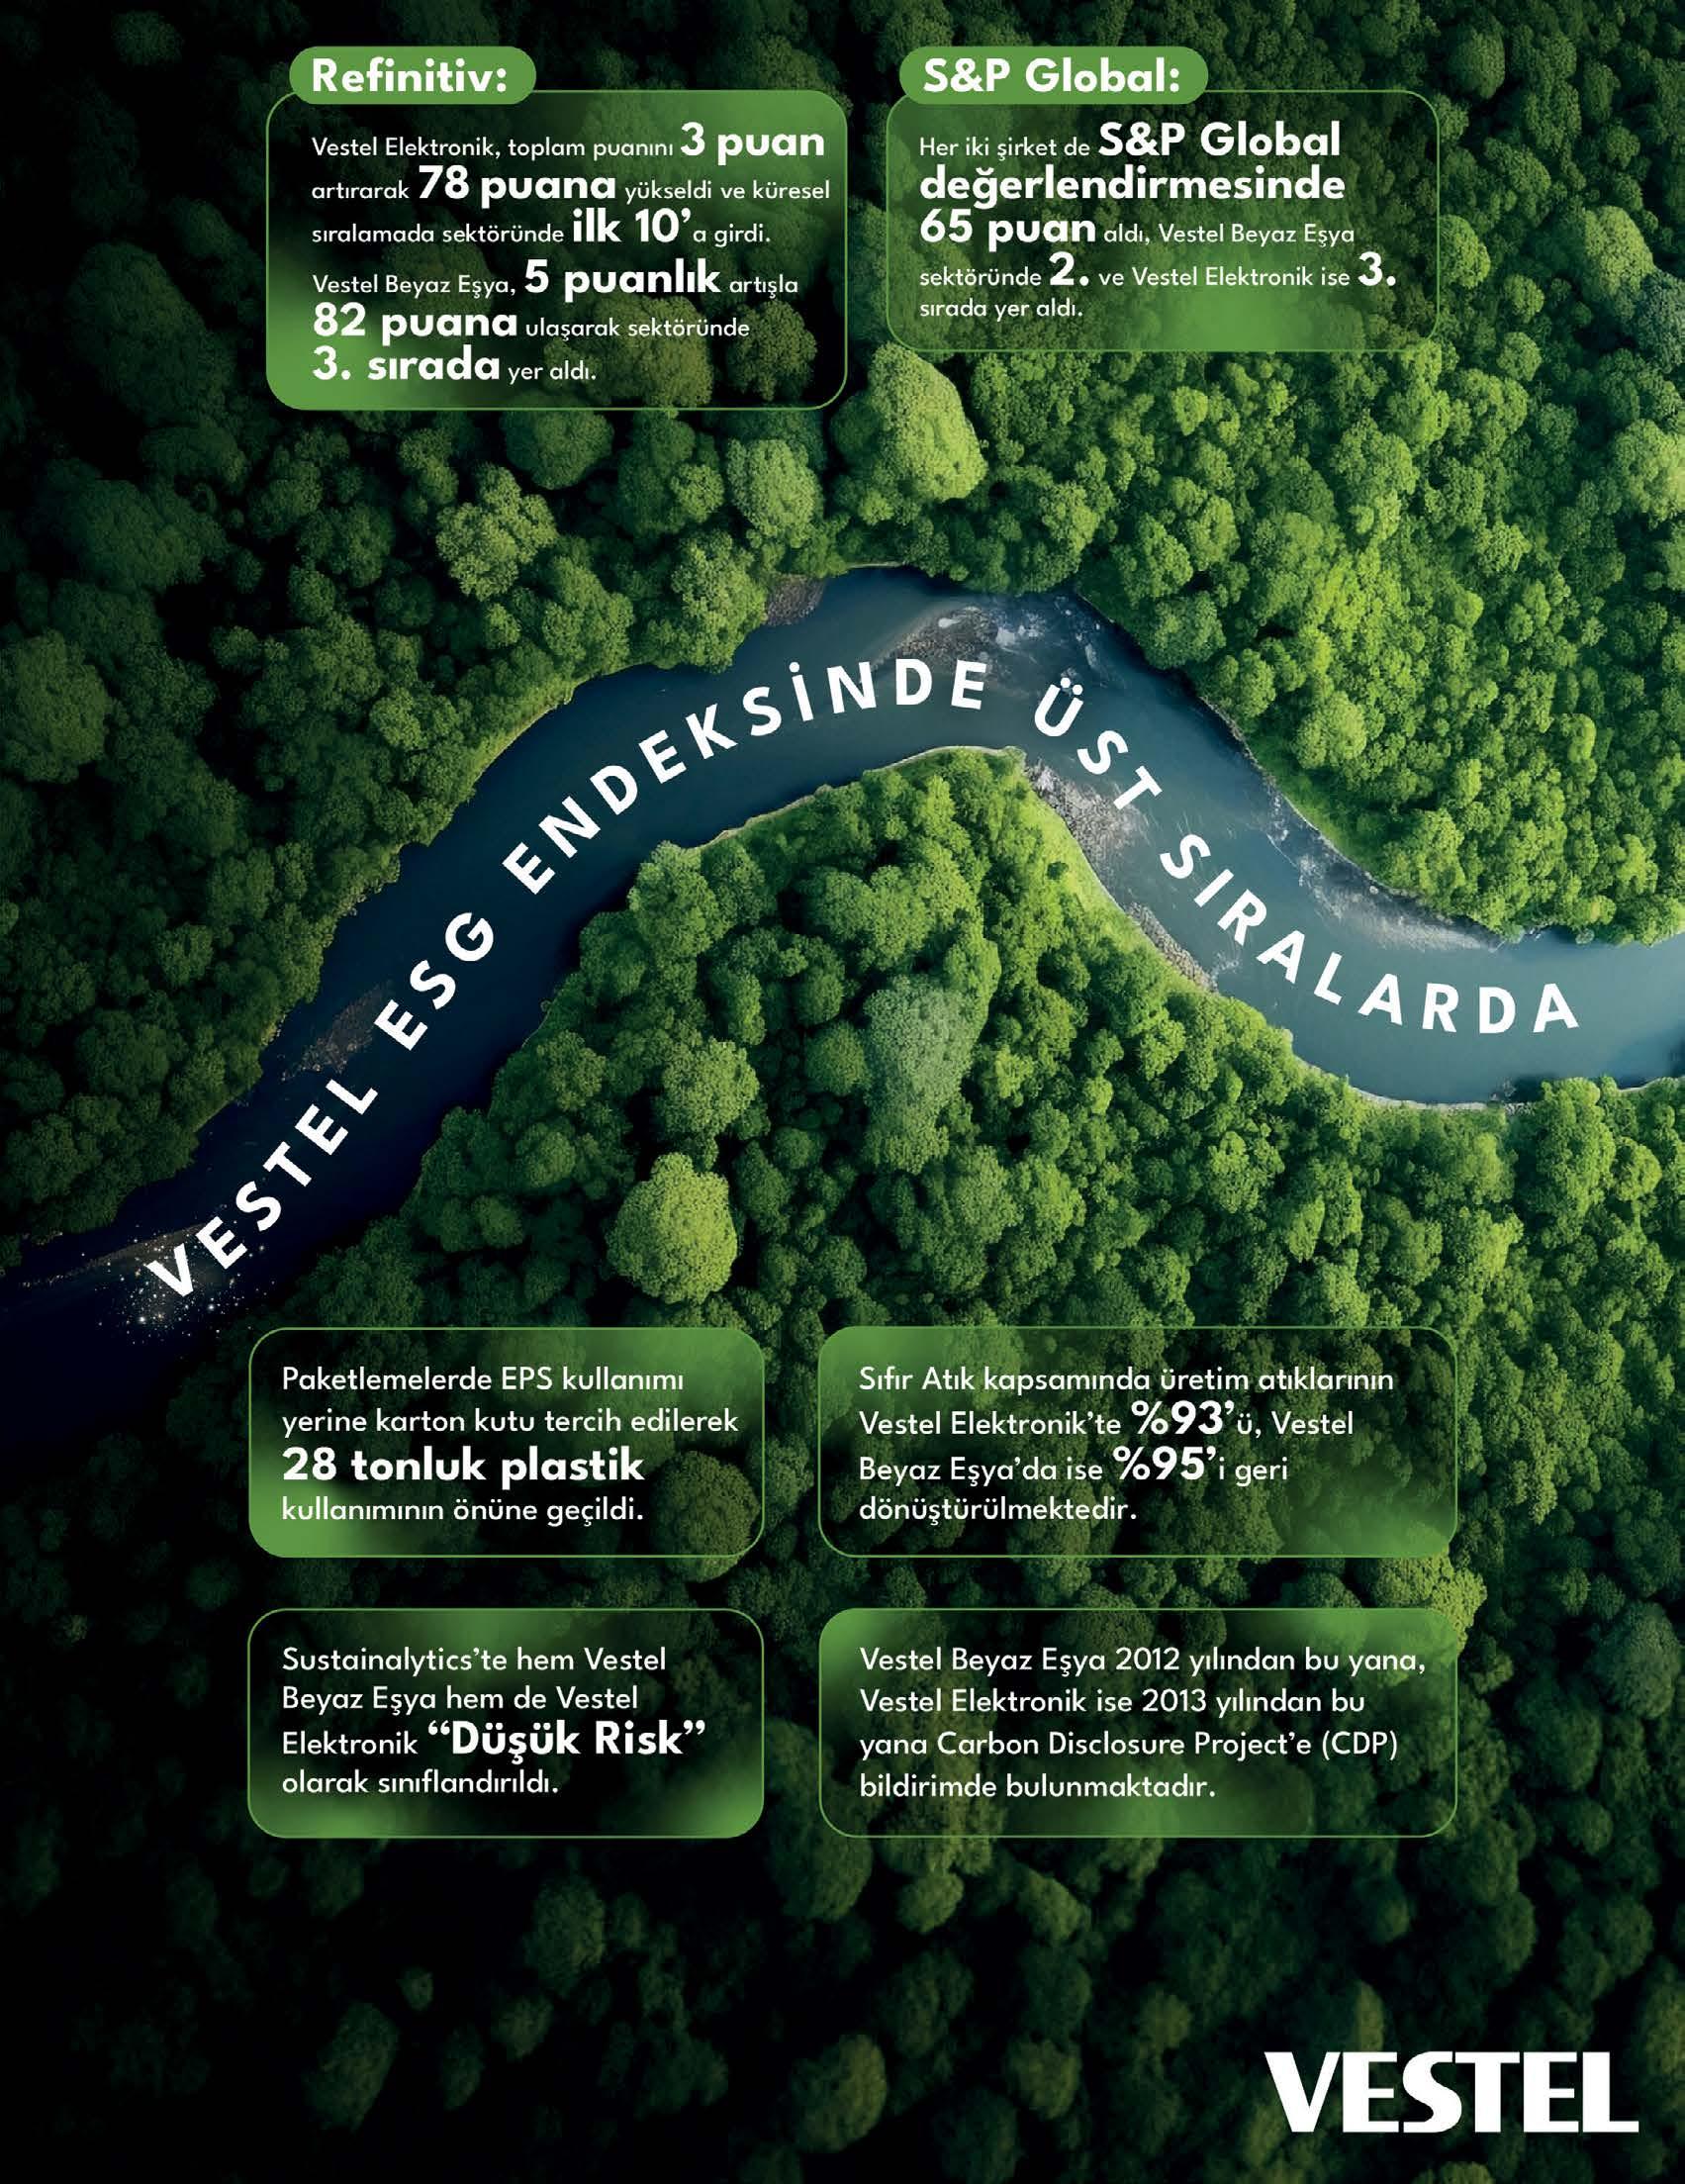 Refinitiv:
Vestel Elektronik, toplam puanını 3 puan
artırarak 78 puana yükseldi ve küresel
sıralamada sektöründe ilk 10’a girdi.
Vestel Beyaz Eşya, 5 puanlık artışla
82 puana ulaşarak sektöründe
3. sırada yer aldı.
S&P Global:
Her iki şirket de S&P Global
değerlendirmesinde
65 puan aldı, Vestel Beyaz Eşya
sektöründe 2. ve Vestel Elektronik ise 3.
sırada yer aldı.
VESTEL ESG ENDEKSİNDE ÜST SIRALARDA
Paketlemelerde EPS kullanımı
yerine karton kutu tercih edilerek
28 tonluk plastik
kullanımının önüne geçildi.
Sıfır Atık kapsamında üretim atıklarının
Vestel Elektronik’te %93’ü, Vestel
Beyaz Eşya’da ise %95’i geri
dönüştürülmektedir.
Sustainalytics’te hem Vestel
Beyaz Eşya hem de Vestel
Elektronik “Düşük Risk”
olarak sınıflandırıldı.
Vestel Beyaz Eşya 2012 yılından bu yana,
Vestel Elektronik ise 2013 yılından bu
yana Carbon Disclosure Project’e (CDP)
bildirimde bulunmaktadır.
VESTEL